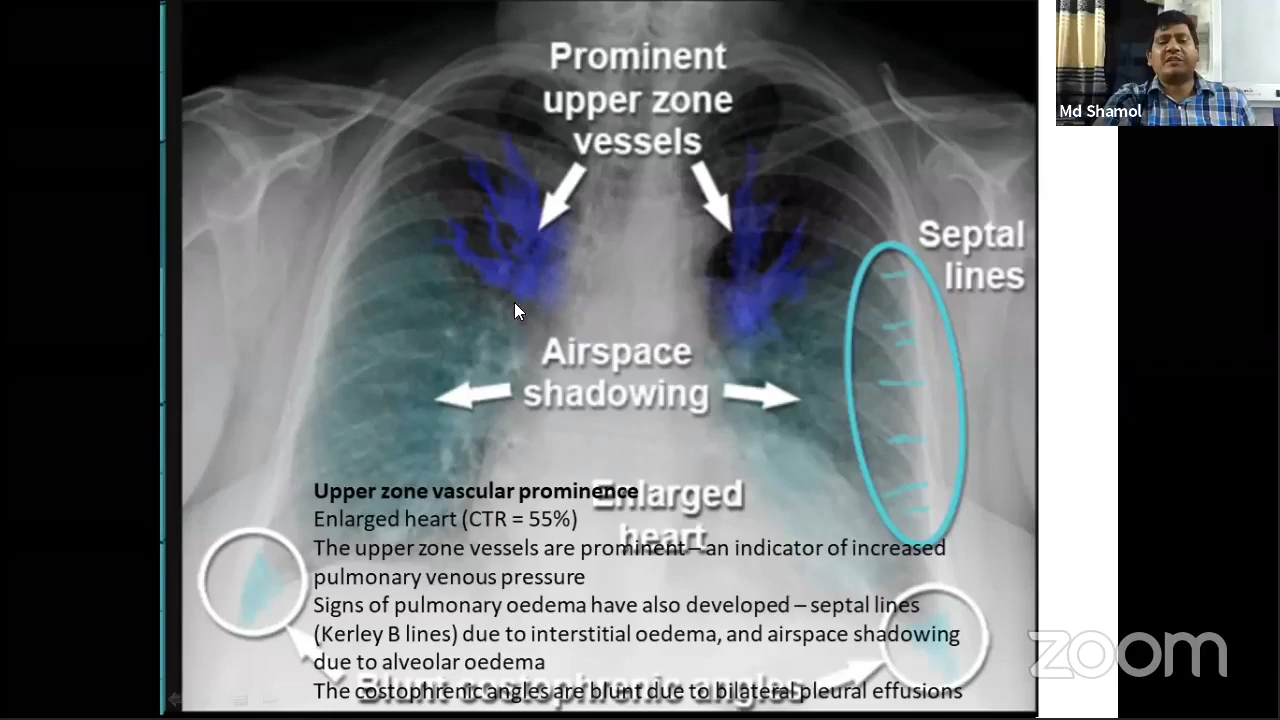 Prominent
upper zone
vessels
Md Shamol
Septal
lines
Airspace
shadowing
Enlarged
heart
Upper zone vascular prominence
Enlarged heart (CTR = 55%)
The upper zone vessels are prominent – an indicator of increased
pulmonary venous pressure
Signs of pulmonary oedema have also developed – septal lines
(Kerley B lines) due to interstitial oedema, and airspace shadowing
due to alveolar oedema
Blunt costophrenic angles
The costophrenic angles are blunt due to bilateral pleural effusions
zoom